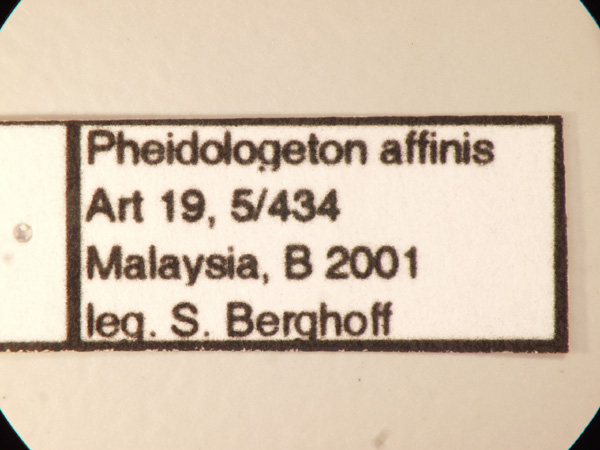 Pheidologeton affinis
Art 19, 5/434
Malaysia, B 2001
leg. S. Berghoff